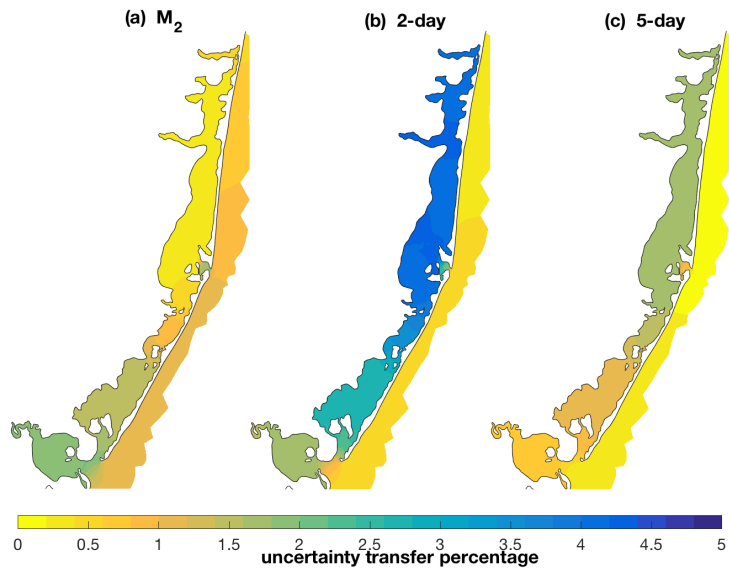 (a) M2 (b) 2-day (c) 5-day
0 0.5 1 1.5 2 2.5 3 3.5 4 4.5 5
uncertainty transfer percentage